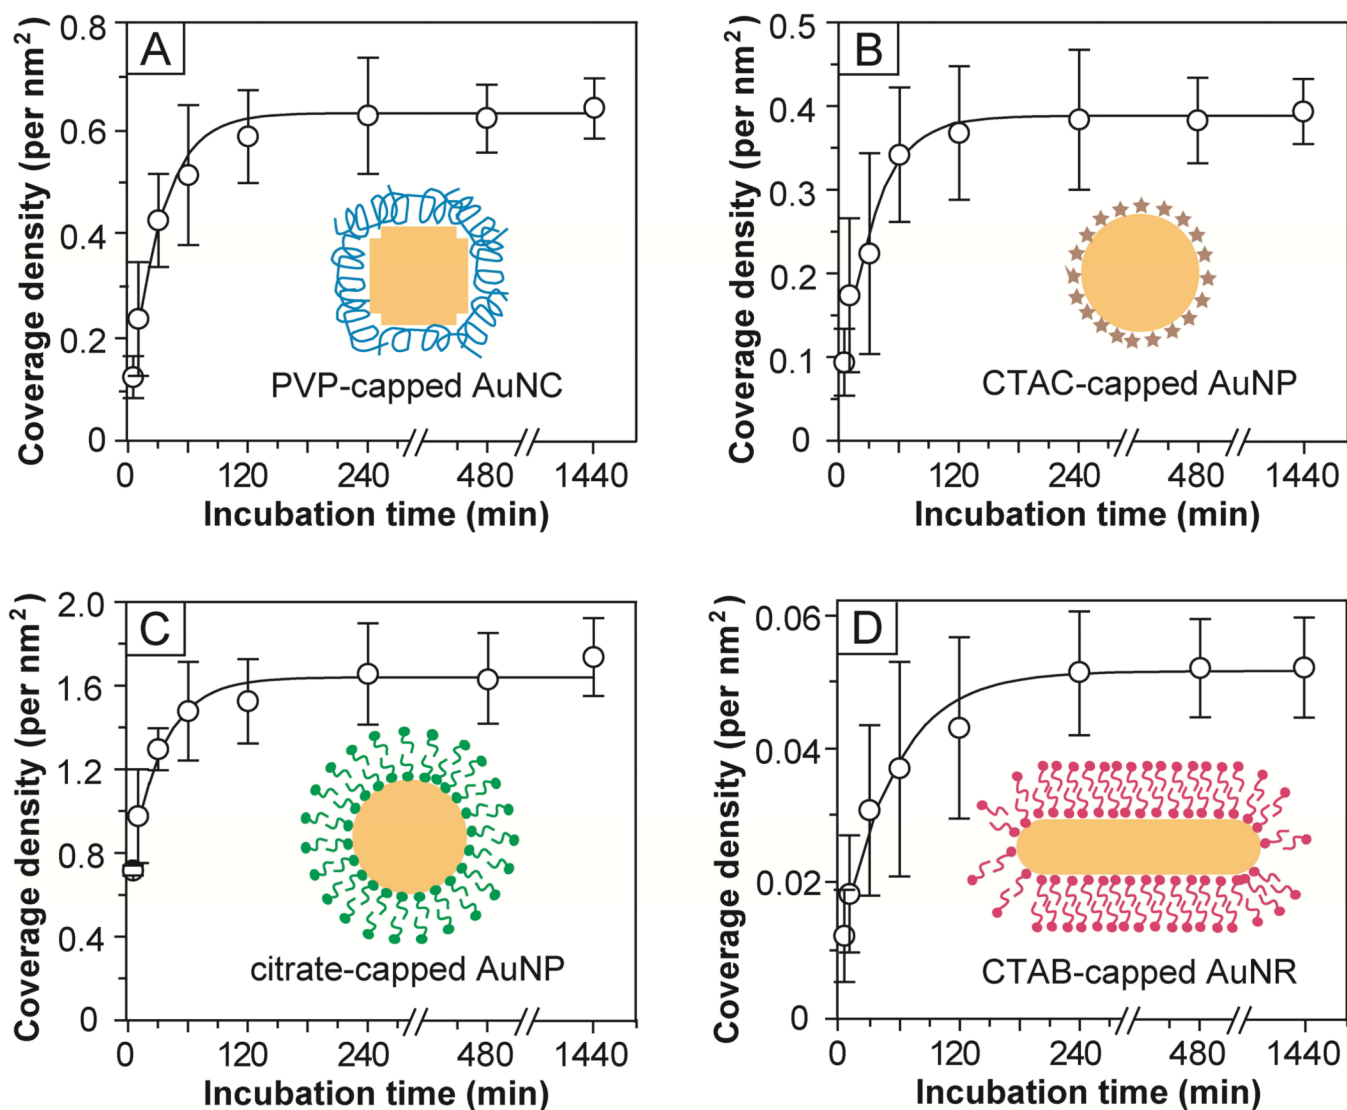 A
Coverage density (per nm²)
0.8
0.6
0.4
0.2
0
PVP-capped AuNC
0 120 240 480 1440
Incubation time (min)
B
Coverage density (per nm²)
0.5
0.4
0.3
0.2
0.1
0
CTAC-capped AuNP
0 120 240 480 1440
Incubation time (min)
C
Coverage density (per nm²)
2.0
1.6
1.2
0.8
0.4
0
citrate-capped AuNP
0 120 240 480 1440
Incubation time (min)
D
Coverage density (per nm²)
0.06
0.04
0.02
0
CTAB-capped AuNR
0 120 240 480 1440
Incubation time (min)